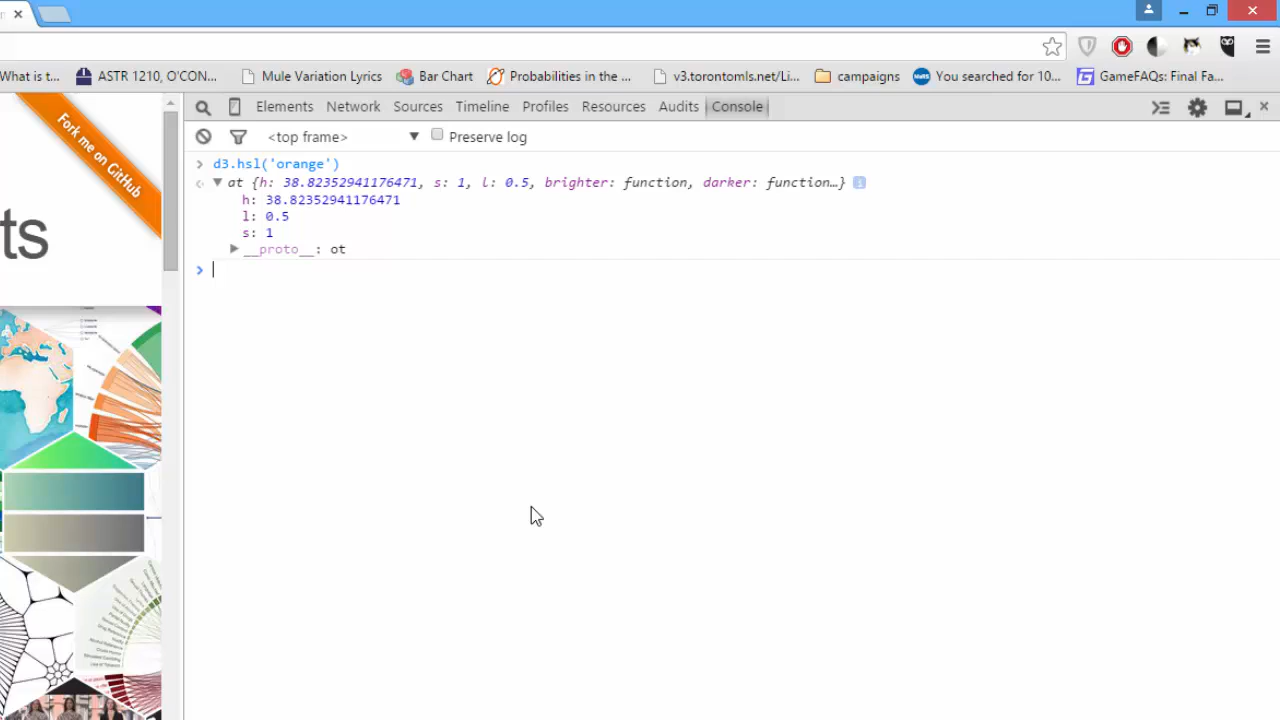 What is t...
ASTR 1210, O'CON...
Mule Variation Lyrics
Bar Chart
Probabilities in the ...
v3.torontomls.net/Li...
campaigns
You searched for 10...
GameFAQs: Final Fa...
Fork me on GitHub
ts
Elements Network Sources Timeline Profiles Resources Audits Console
<top frame> ▼ Preserve log
> d3.hsl('orange')
▼ at {h: 38.82352941176471, s: 1, l: 0.5, brighter: function, darker: function…}
h: 38.82352941176471
l: 0.5
s: 1
▶ __proto__: ot
>